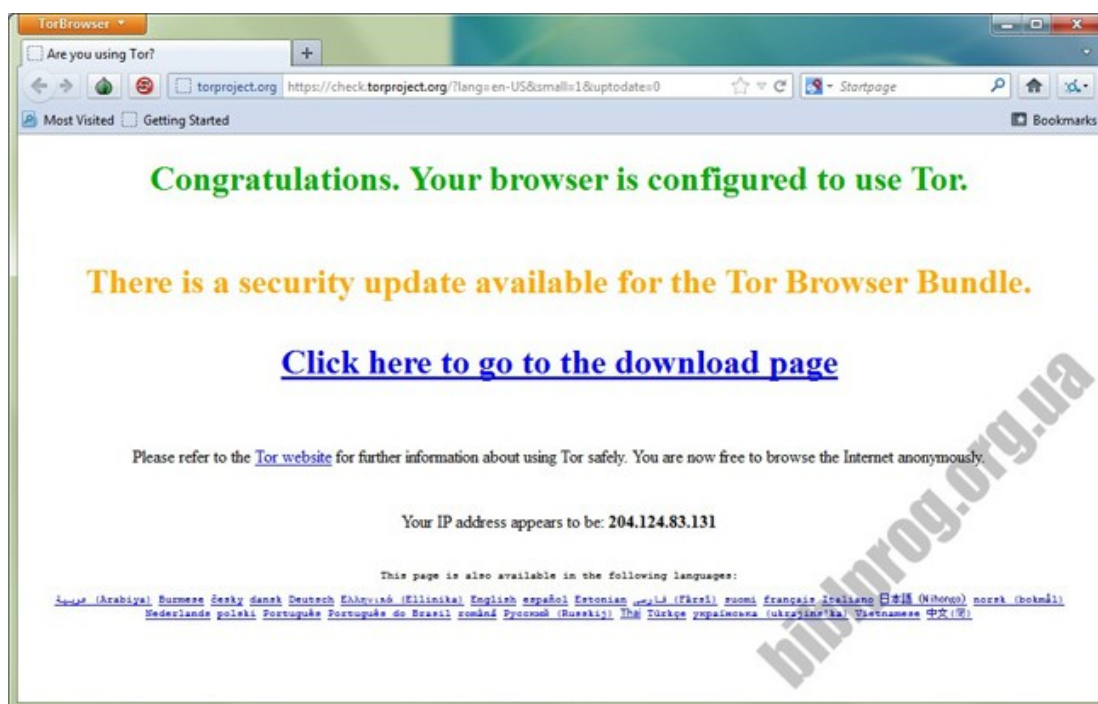 TorBrowser
Are you using Tor?
torproject.org https://check.torproject.org/?lang=en-US&small=1&uptodate=0 Startpage
Most Visited Getting Started Bookmarks
Congratulations. Your browser is configured to use Tor.
There is a security update available for the Tor Browser Bundle.
Click here to go to the download page
Please refer to the Tor website for further information about using Tor safely. You are now free to browse the Internet anonymously.
Your IP address appears to be: 204.124.83.131
This page is also available in the following languages:
عربية (Arabiya) Burmese česky dansk Deutsch Ελληνικά (Ellinika) English español Estonian فارسی (Fārsī) suomi français Italiano 日本語 (Nihongo) norsk (bokmål)
Nederlands polski Português Português do Brasil română Русский (Russkij) Thai Türkçe українська (ukrajins'ka) Vietnamese 中文(简)
biblprog.org.ua